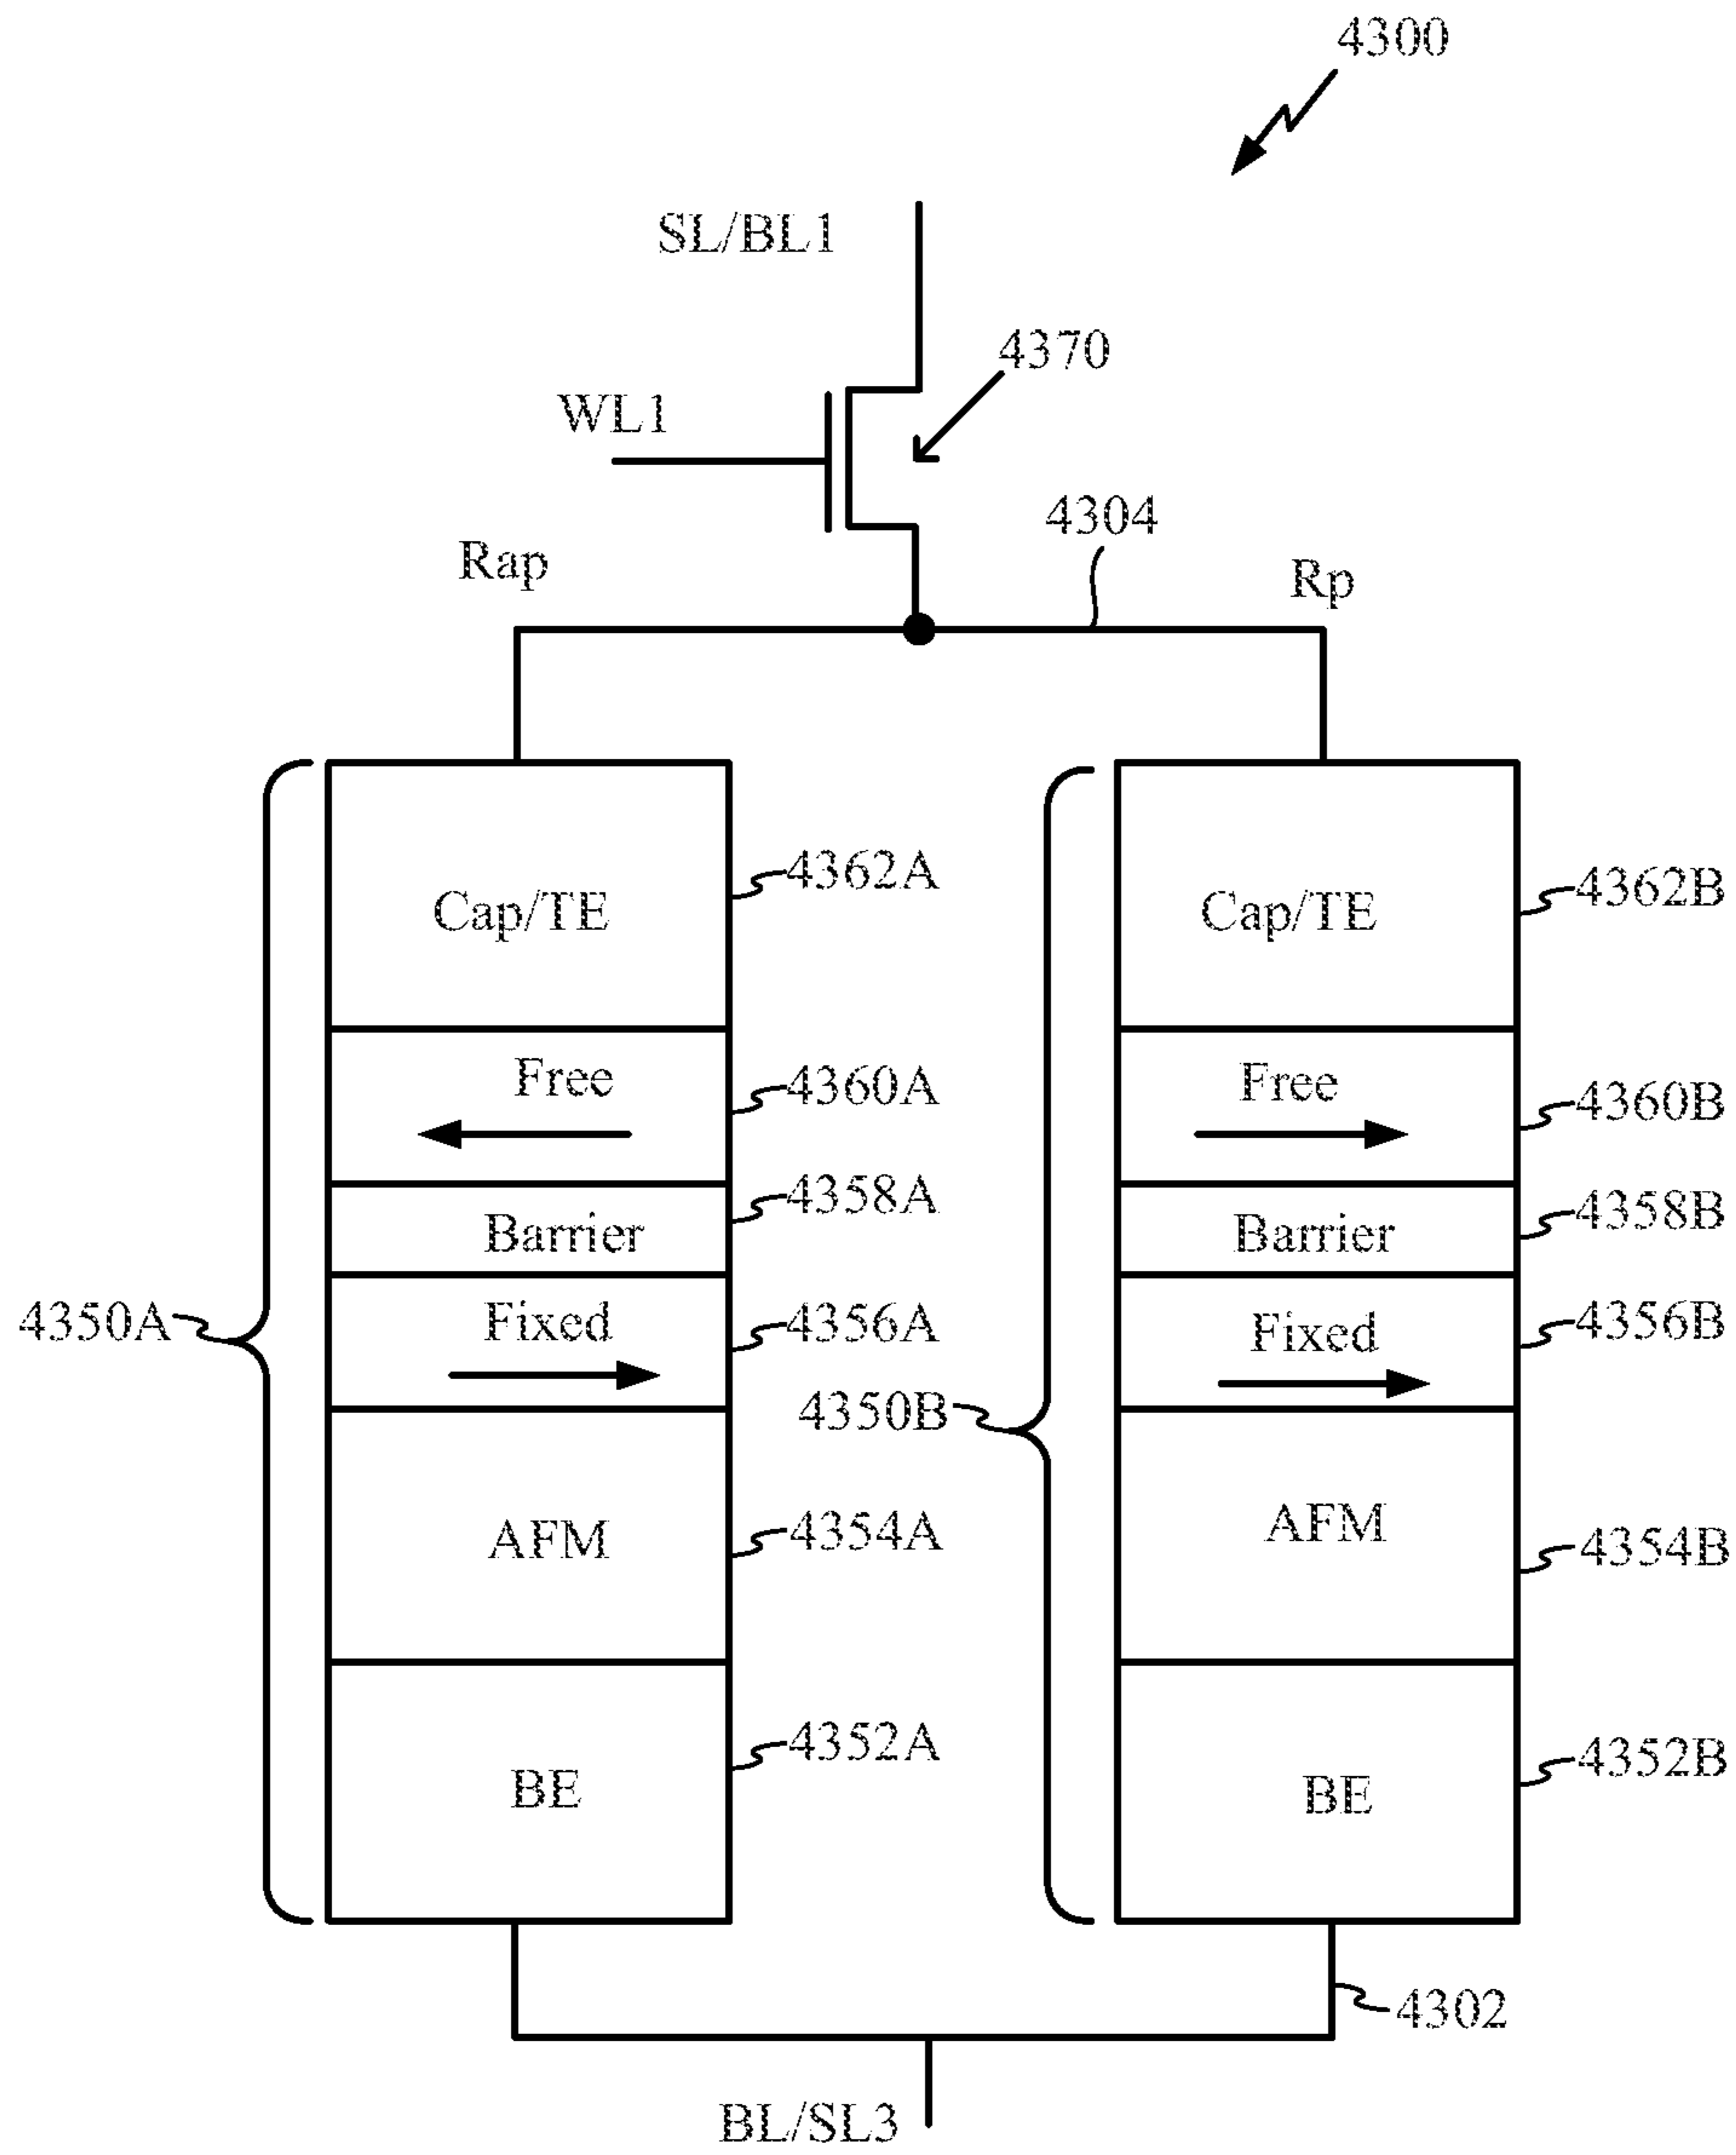 4300
SL/BL1
4370
WL1
4304
Rap
Rp
4362A
4362B
Cap/TE
Cap/TE
Free
4360A
Free
4360B
4358A
4358B
Barrier
Barrier
4350A
Fixed
4356A
Fixed
4356B
4350B
AFM
4354A
AFM
4354B
4352A
4352B
BE
BE
4302
BL/SL3